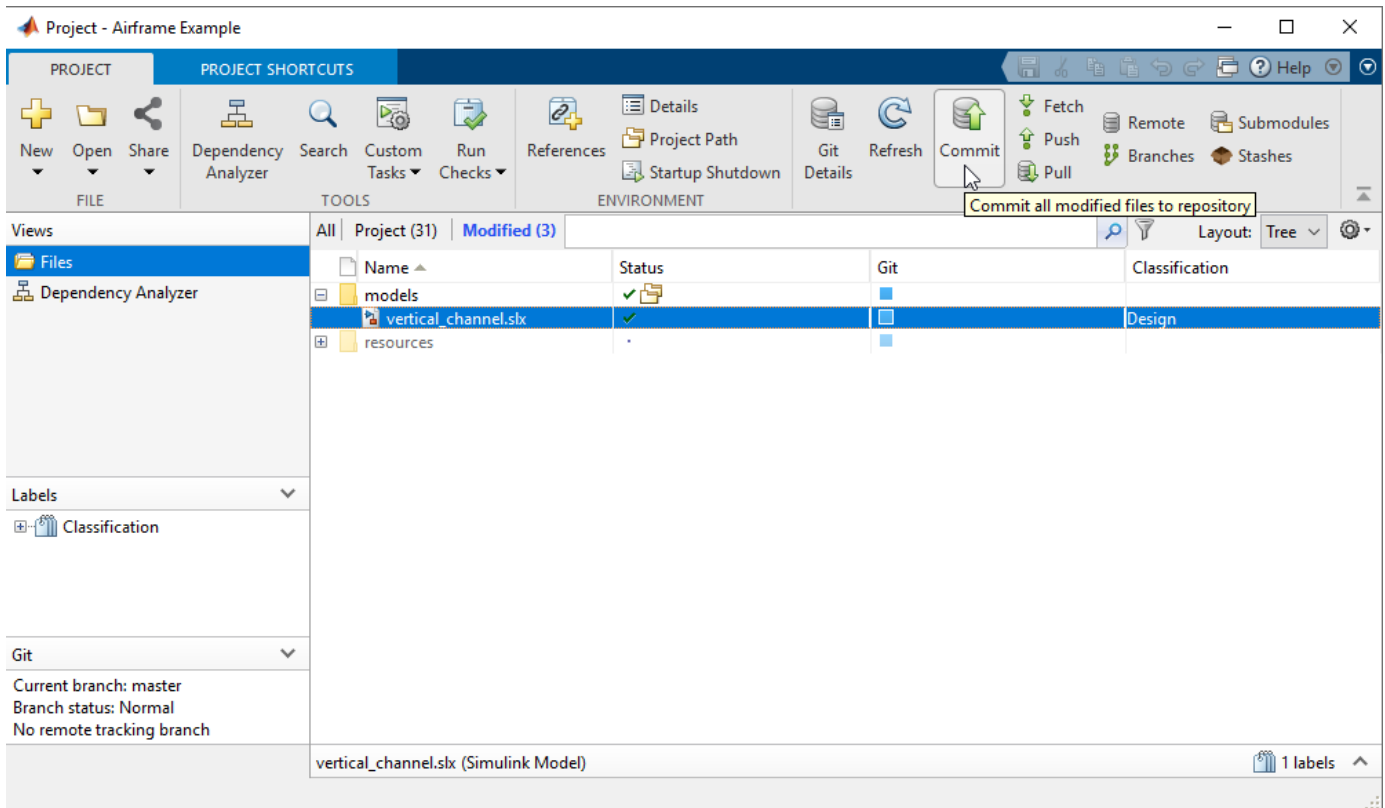 Project - Airframe Example
PROJECT PROJECT SHORTCUTS Help
New Open Share Dependency Analyzer Search Custom Tasks Run Checks References Details Project Path Startup Shutdown Git Details Refresh Commit Fetch Push Pull Remote Branches Submodules Stashes
FILE TOOLS ENVIRONMENT
Commit all modified files to repository
Views All Project (31) Modified (3) Layout: Tree
Files Name Status Git Classification
Dependency Analyzer models
vertical_channel.slx Design
resources
Labels
Classification
Git
Current branch: master
Branch status: Normal
No remote tracking branch
vertical_channel.slx (Simulink Model) 1 labels